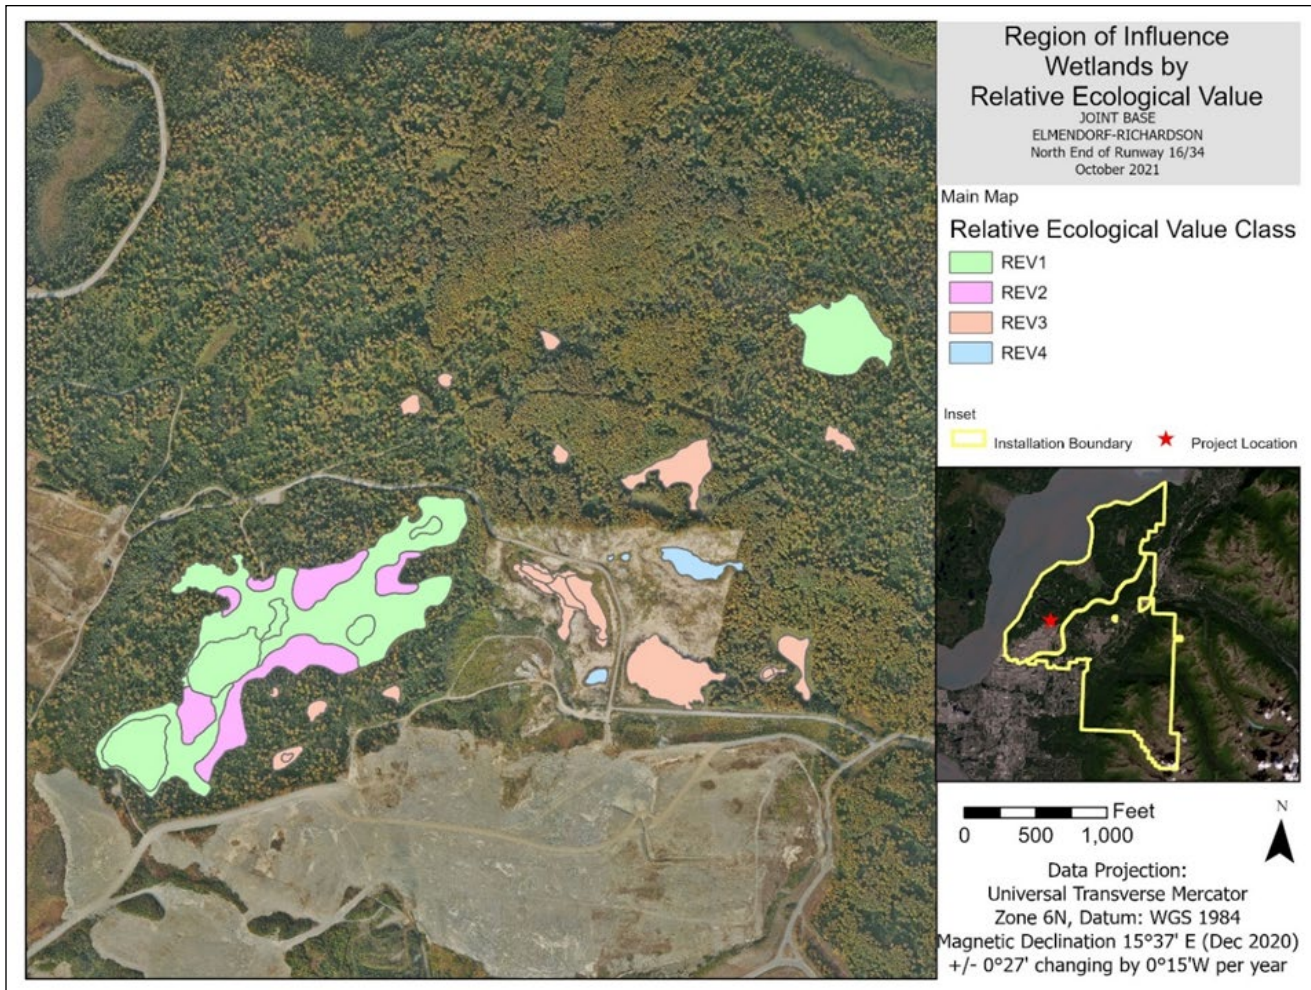 Region of Influence
Wetlands by
Relative Ecological Value
JOINT BASE
ELMENDORF-RICHARDSON
North End of Runway 16/34
October 2021
Main Map
Relative Ecological Value Class
REV1
REV2
REV3
REV4
Inset
Installation Boundary
Project Location
Feet
0 500 1,000
N
Data Projection:
Universal Transverse Mercator
Zone 6N, Datum: WGS 1984
Magnetic Declination 15°37' E (Dec 2020)
+/- 0°27' changing by 0°15'W per year